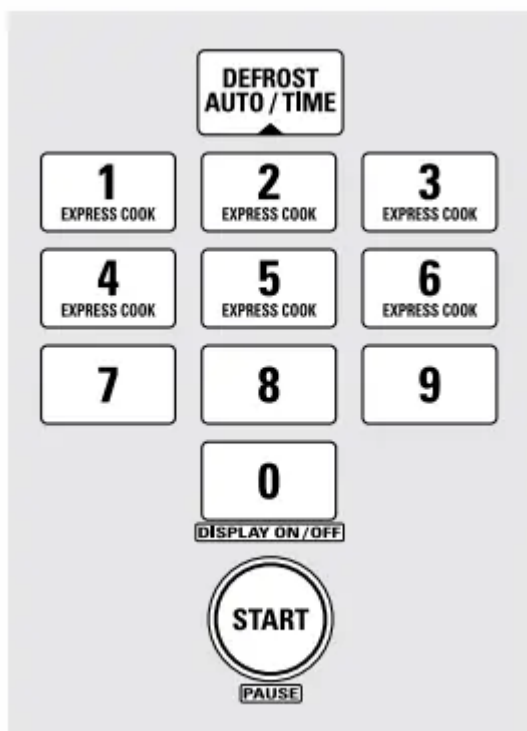 DEFROST
AUTO / TIME
1 2 3
EXPRESS COOK EXPRESS COOK EXPRESS COOK
4 5 6
EXPRESS COOK EXPRESS COOK EXPRESS COOK
7 8 9
0
DISPLAY ON/OFF
START
PAUSE